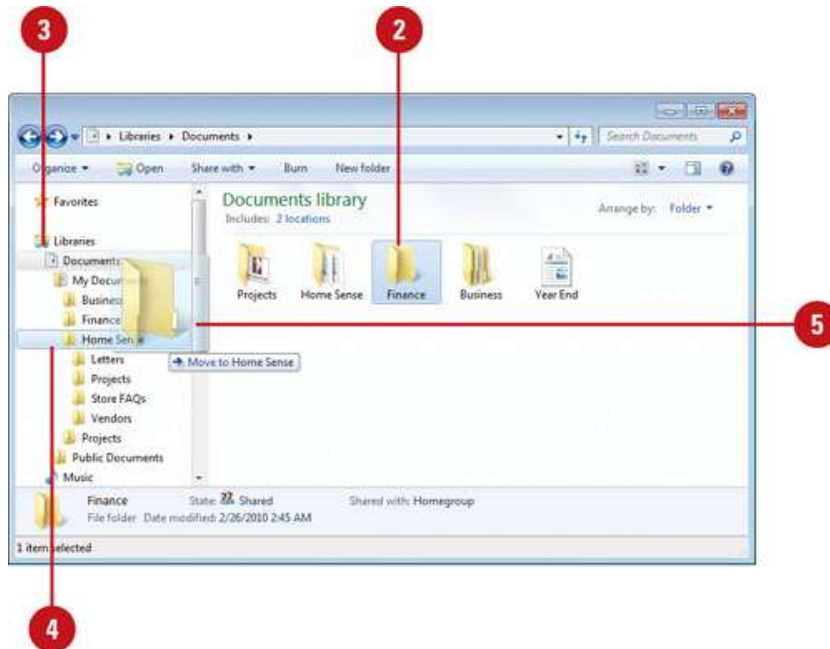 3
2
Libraries
Documents
Search Documents
Organize
Open
Share with
Burn
New folder
Favorites
Documents library
Includes: 2 locations
Arrange by: Folder
Libraries
Documents
My Docum
Business
Finance
Home Sense
Letters
Projects
Store FAQs
Vendors
Projects
Public Documents
Music
Projects
Home Sense
Finance
Business
Year End
Move to Home Sense
5
Finance State: Shared Shared with: Homegroup
File folder Date modified: 2/26/2010 2:45 AM
1 item selected
4